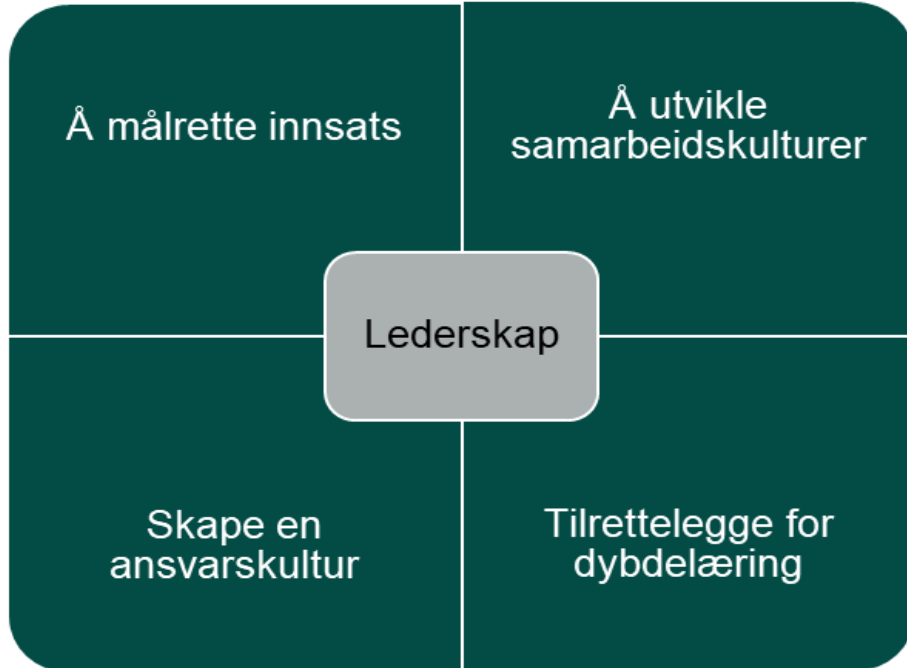 Å målrette innsats
Å utvikle
samarbeidskulturer
Lederskap
Skape en
ansvarskultur
Tilrettelegge for
dybdelæring